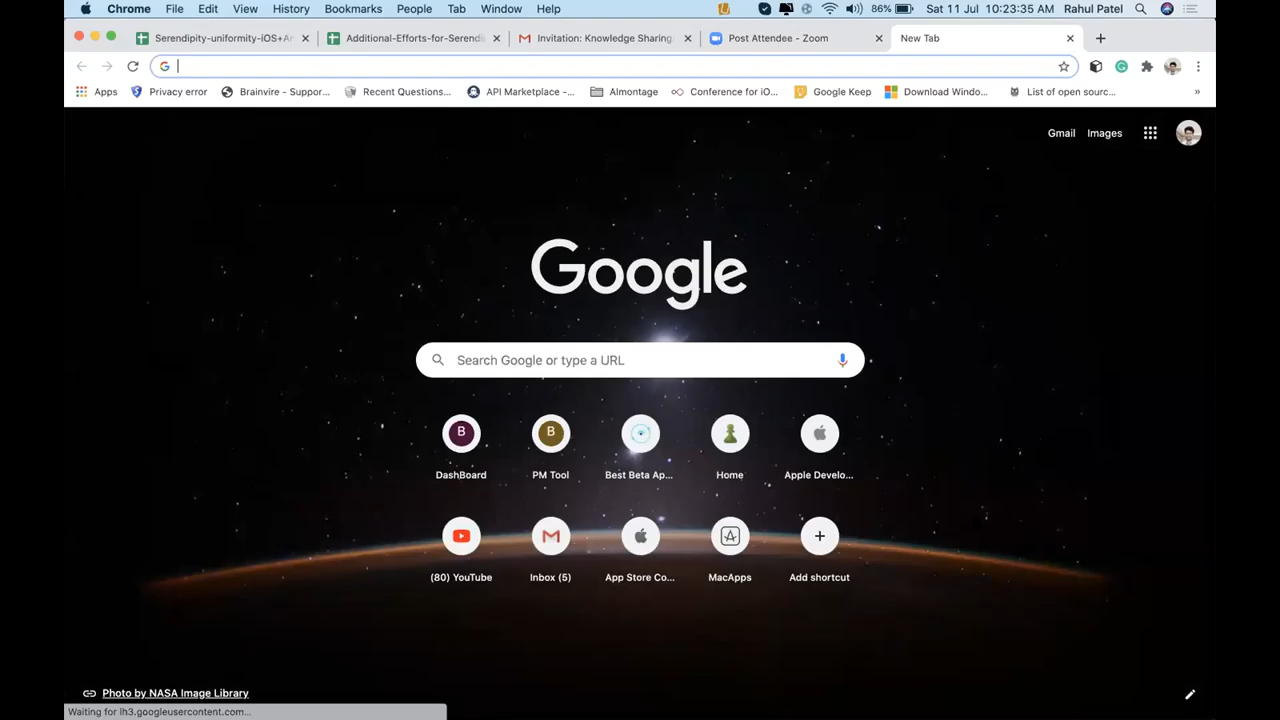 Chrome File Edit View History Bookmarks People Tab Window Help 86% Sat 11 Jul 10:23:35 AM Rahul Patel
Serendipity-uniformity-iOS+An Additional-Efforts-for-Serendi Invitation: Knowledge Sharing Post Attendee - Zoom New Tab
Apps Privacy error Brainvire - Suppor... Recent Questions... API Marketplace -... AImontage Conference for iO... Google Keep Download Windo... List of open sourc... »
Gmail Images
Google
Search Google or type a URL
B B
DashBoard PM Tool Best Beta Ap... Home Apple Develo...
(80) YouTube Inbox (5) App Store Co... MacApps Add shortcut
Photo by NASA Image Library
Waiting for lh3.googleusercontent.com...